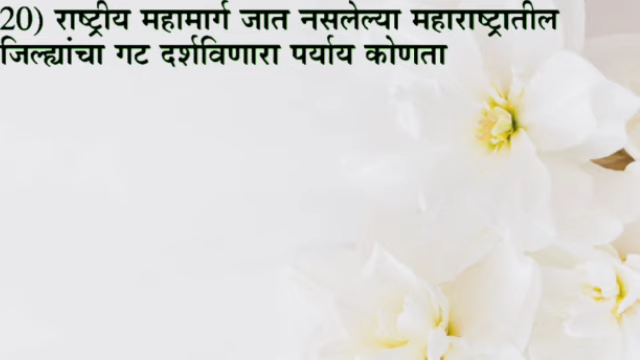 20) राष्ट्रीय महामार्ग जात नसलेल्या महाराष्ट्रातील
जिल्ह्यांचा गट दर्शविणारा पर्याय कोणता